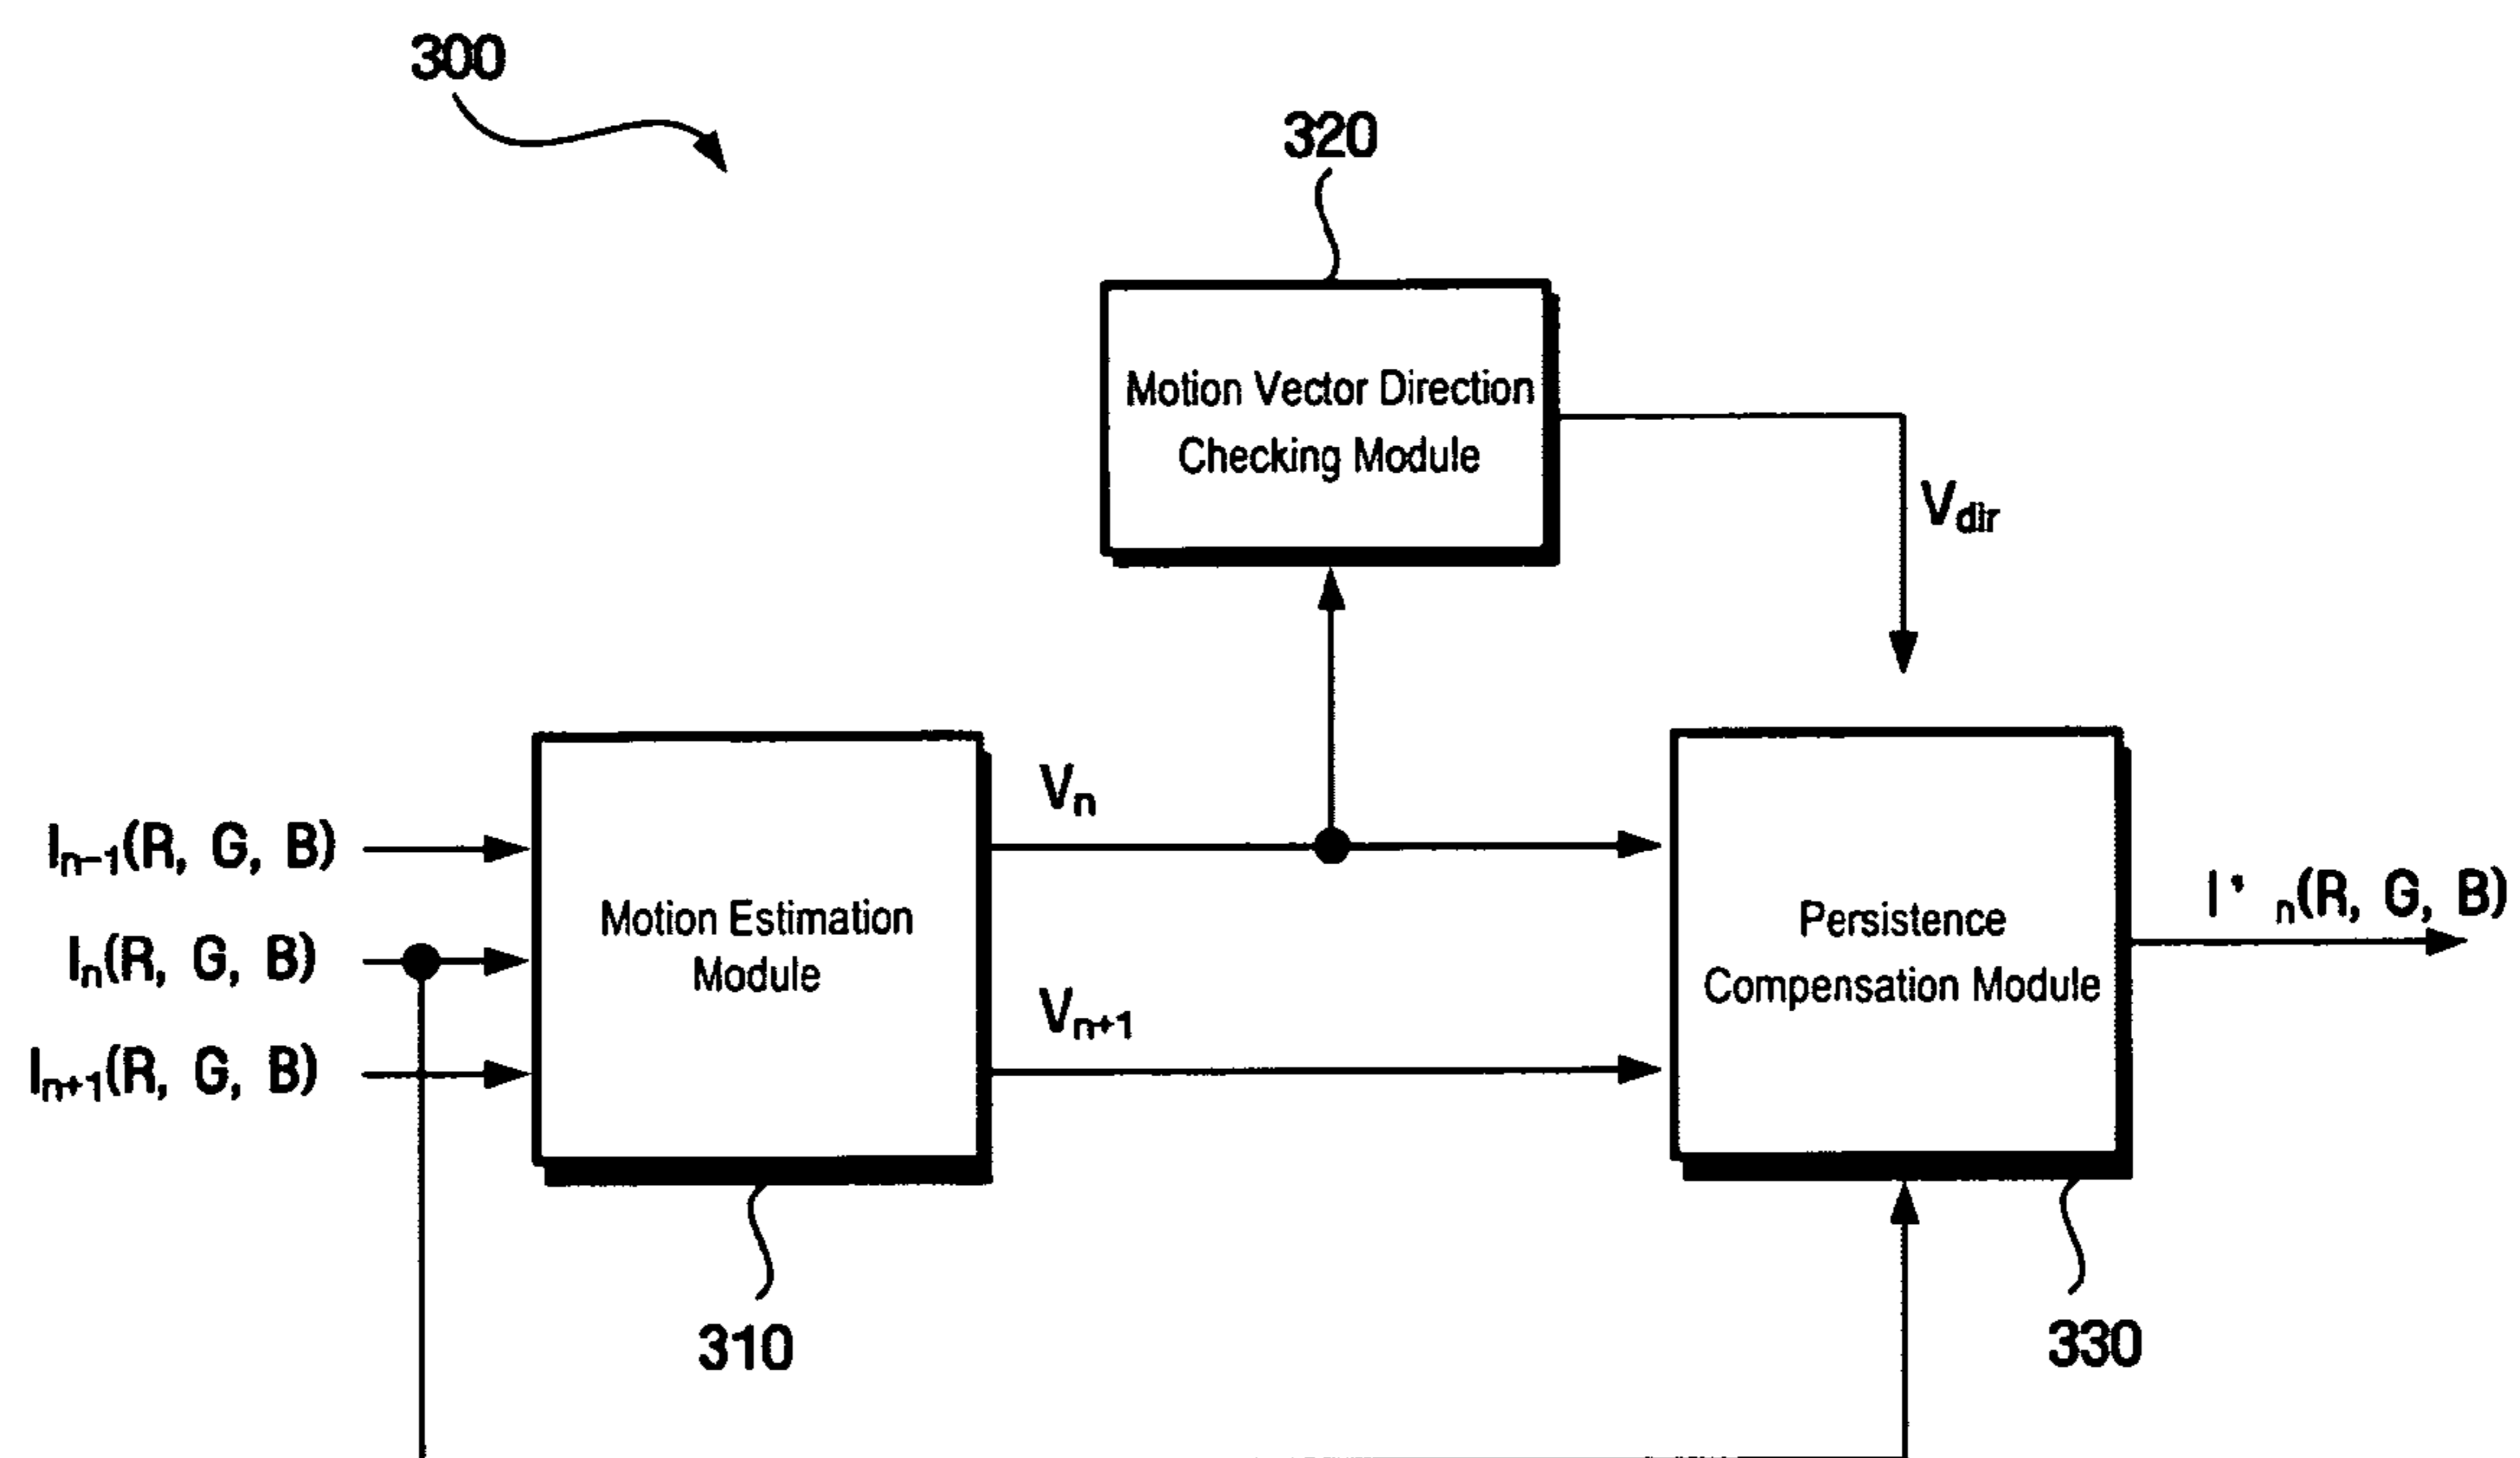 300
320
Motion Vector Direction
Checking Module
Vdir
Vn
In-1(R, G, B)
Motion Estimation
Module
In(R, G, B)
In+1(R, G, B)
Vn+1
Persistence
Compensation Module
I'n(R, G, B)
310
330